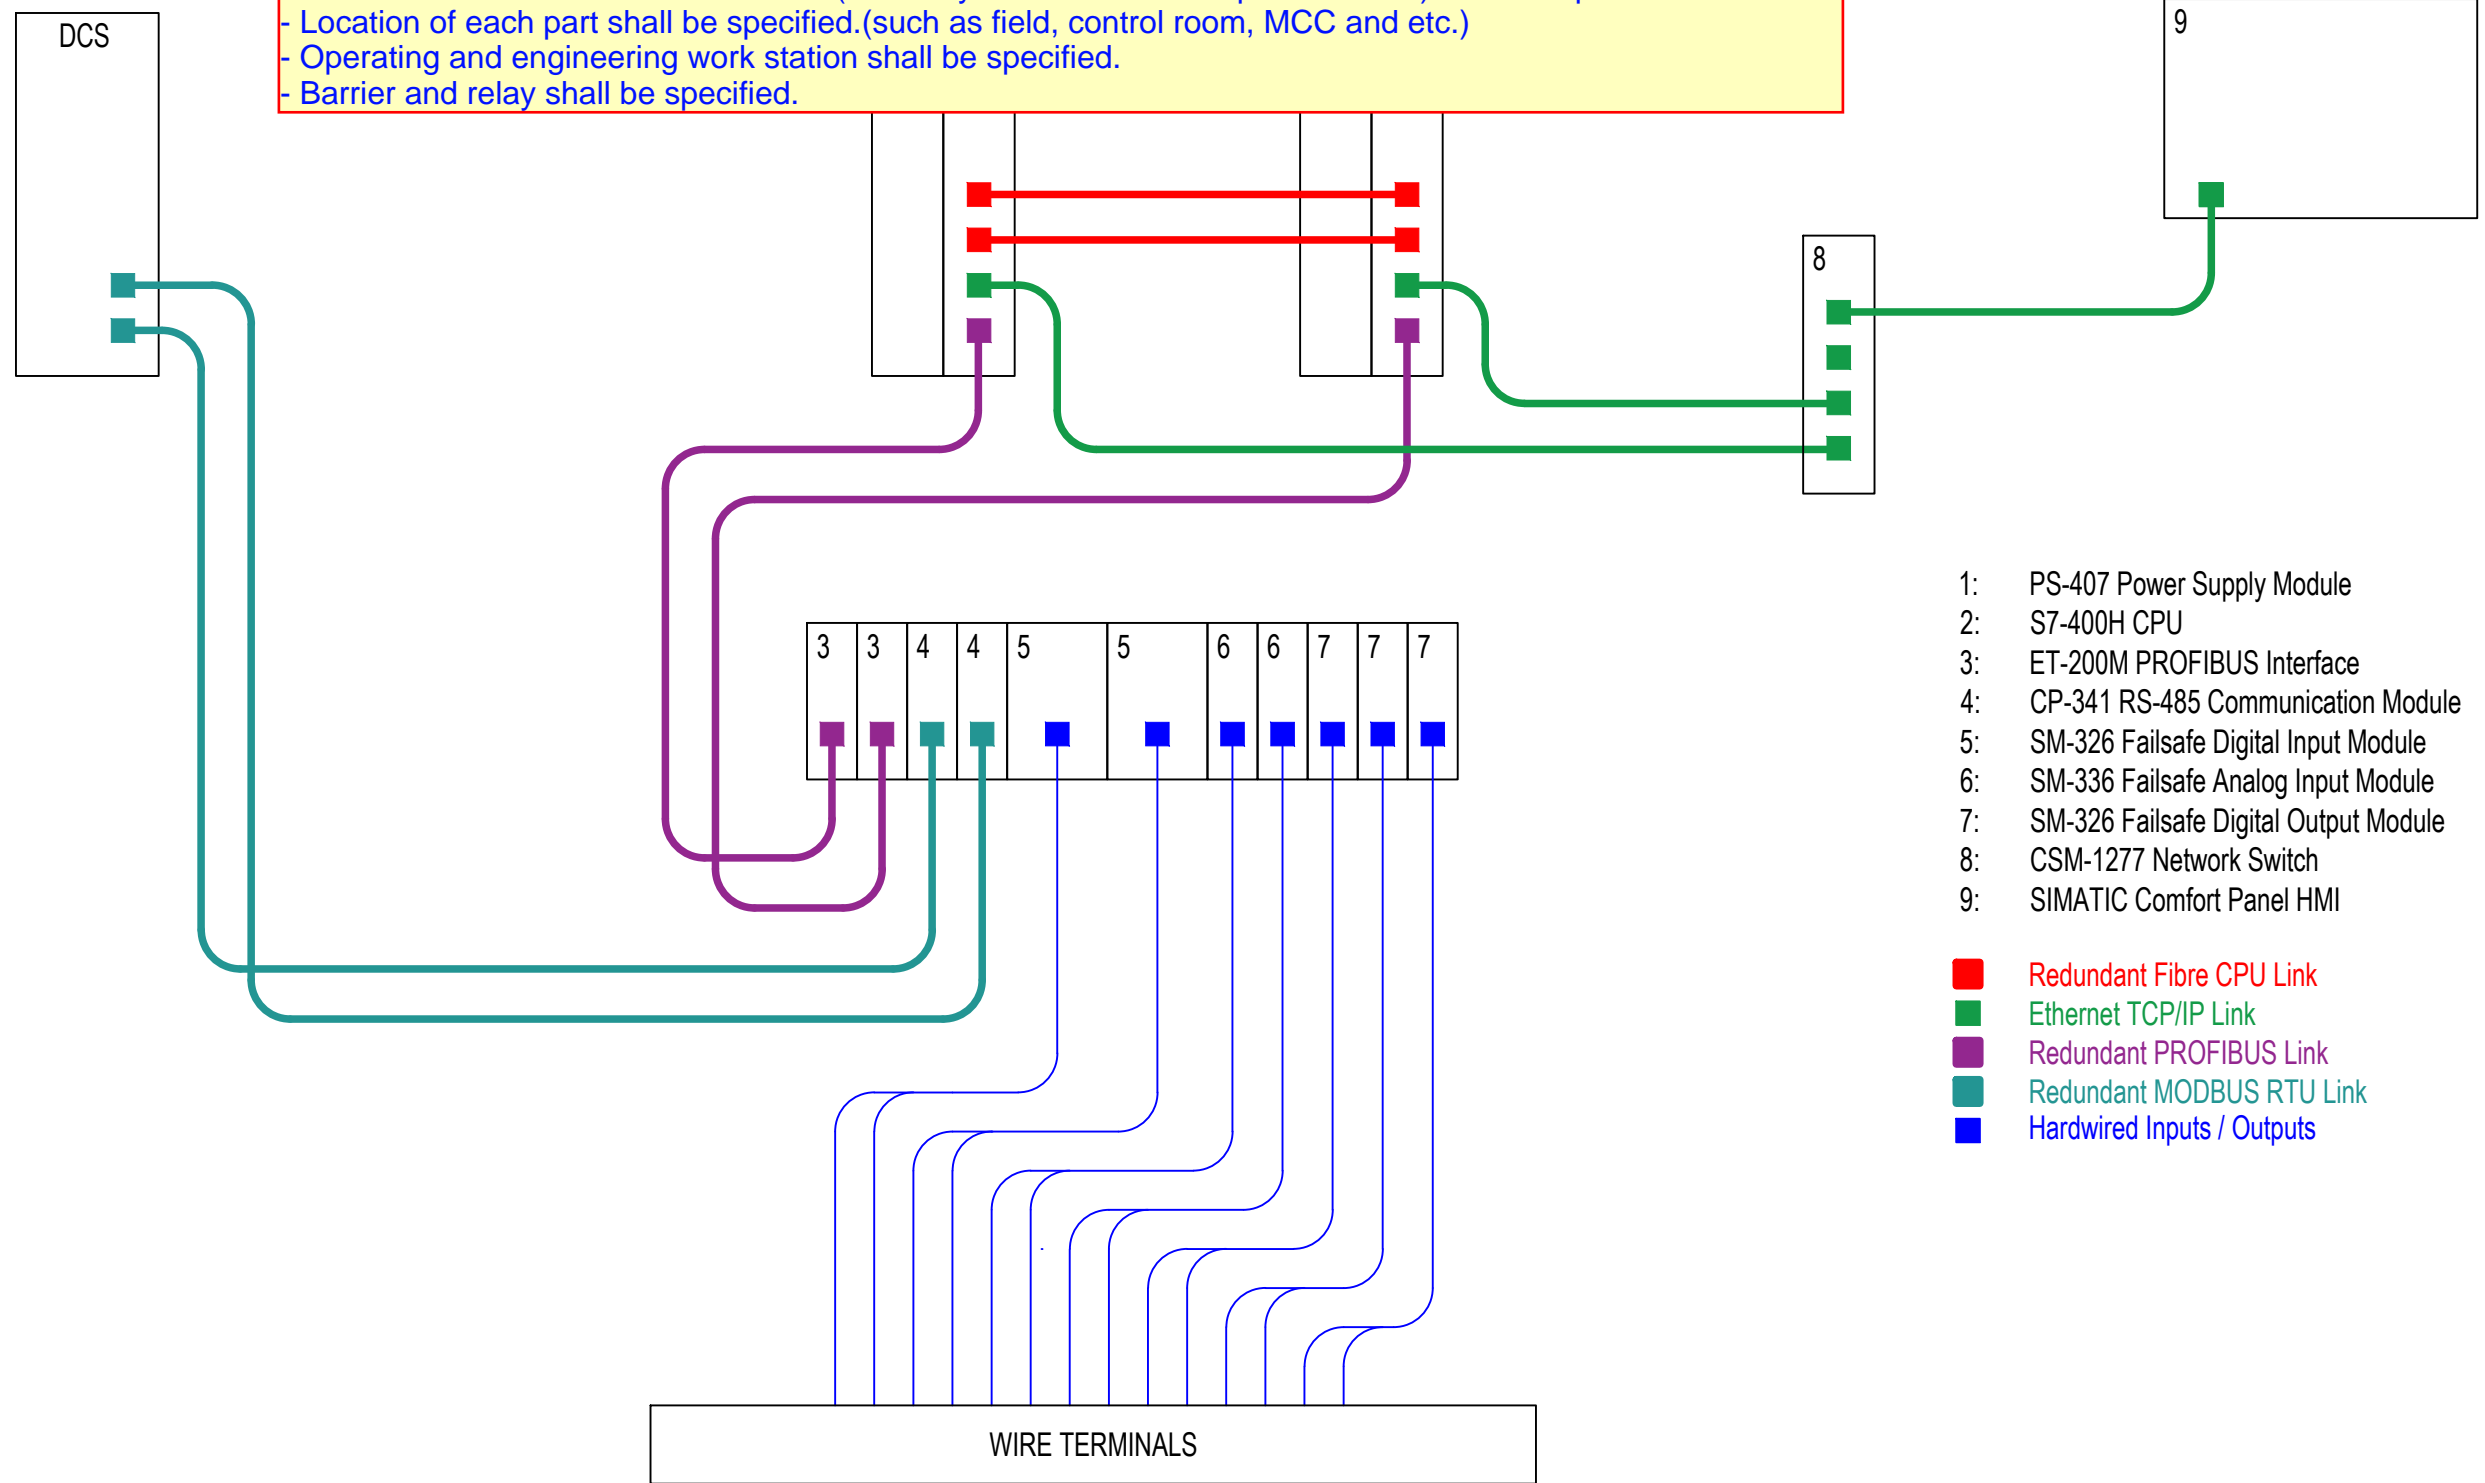 DCS
- Location of each part shall be specified.(such as field, control room, MCC and etc.)
- Operating and engineering work station shall be specified.
- Barrier and relay shall be specified.
9
8
3 3 4 4 5 5 6 6 7 7 7
1: PS-407 Power Supply Module
2: S7-400H CPU
3: ET-200M PROFIBUS Interface
4: CP-341 RS-485 Communication Module
5: SM-326 Failsafe Digital Input Module
6: SM-336 Failsafe Analog Input Module
7: SM-326 Failsafe Digital Output Module
8: CSM-1277 Network Switch
9: SIMATIC Comfort Panel HMI
Redundant Fibre CPU Link
Ethernet TCP/IP Link
Redundant PROFIBUS Link
Redundant MODBUS RTU Link
Hardwired Inputs / Outputs
WIRE TERMINALS